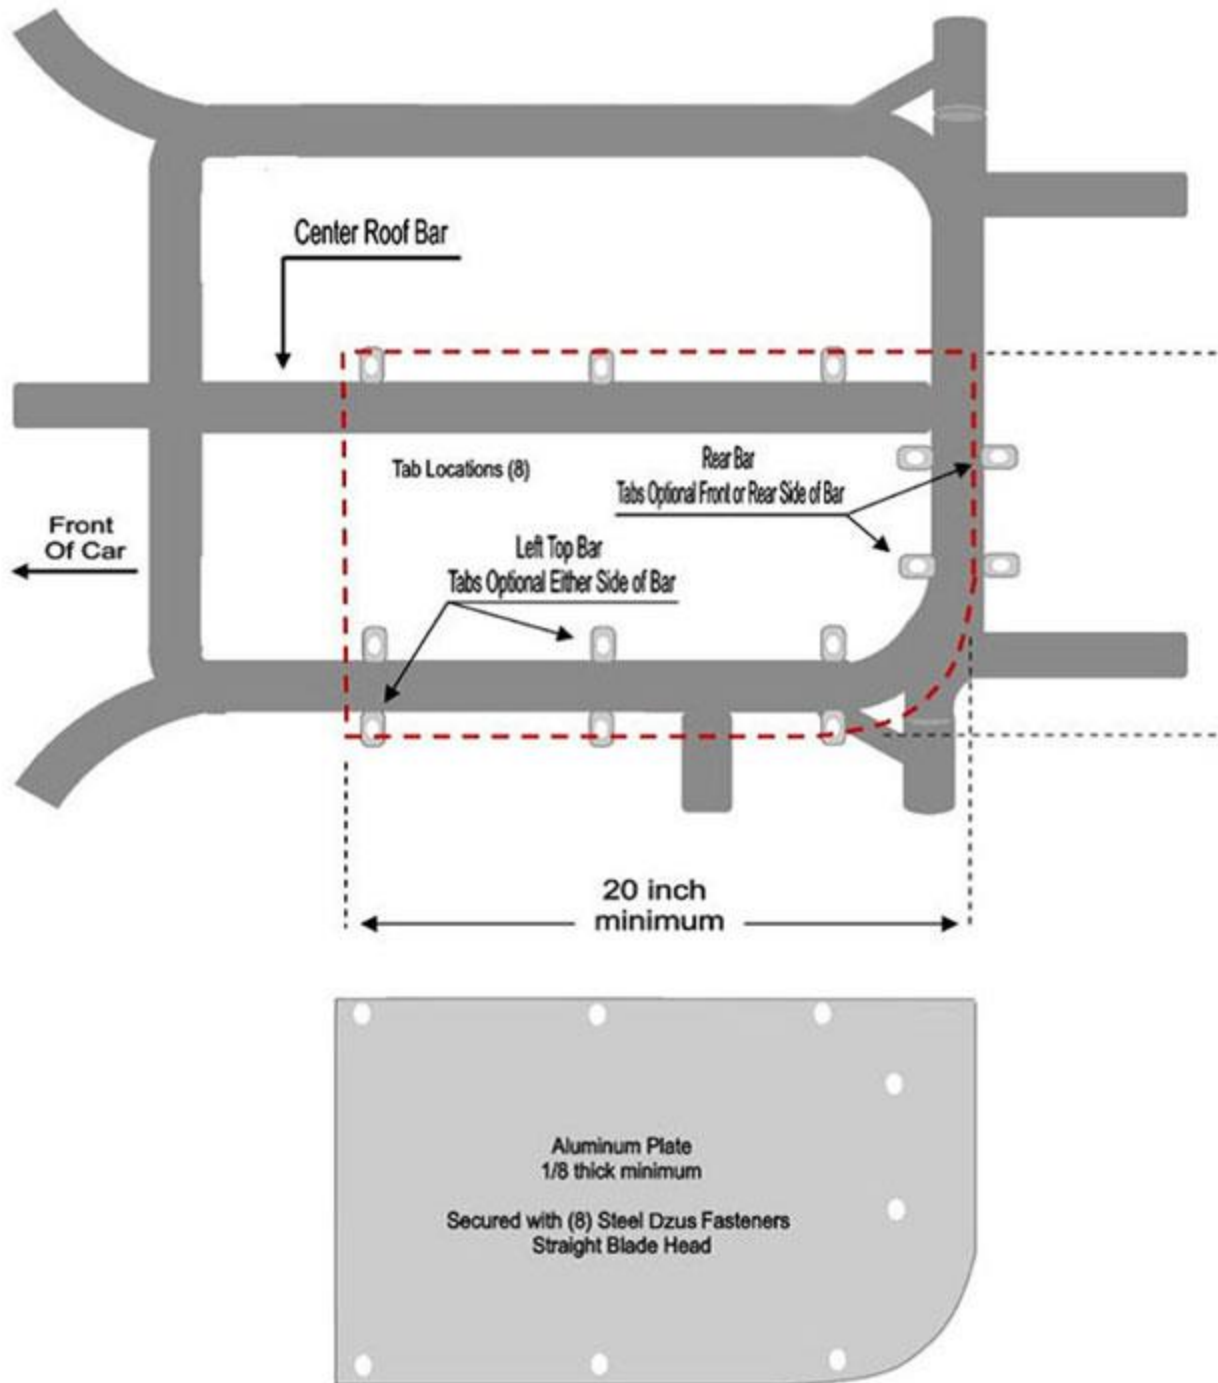 Center Roof Bar
Tab Locations (8)
Rear Bar
Tabs Optional Front or Rear Side of Bar
Front
Of Car
Left Top Bar
Tabs Optional Either Side of Bar
20 inch
minimum
Aluminum Plate
1/8 thick minimum
Secured with (8) Steel Dzus Fasteners
Straight Blade Head